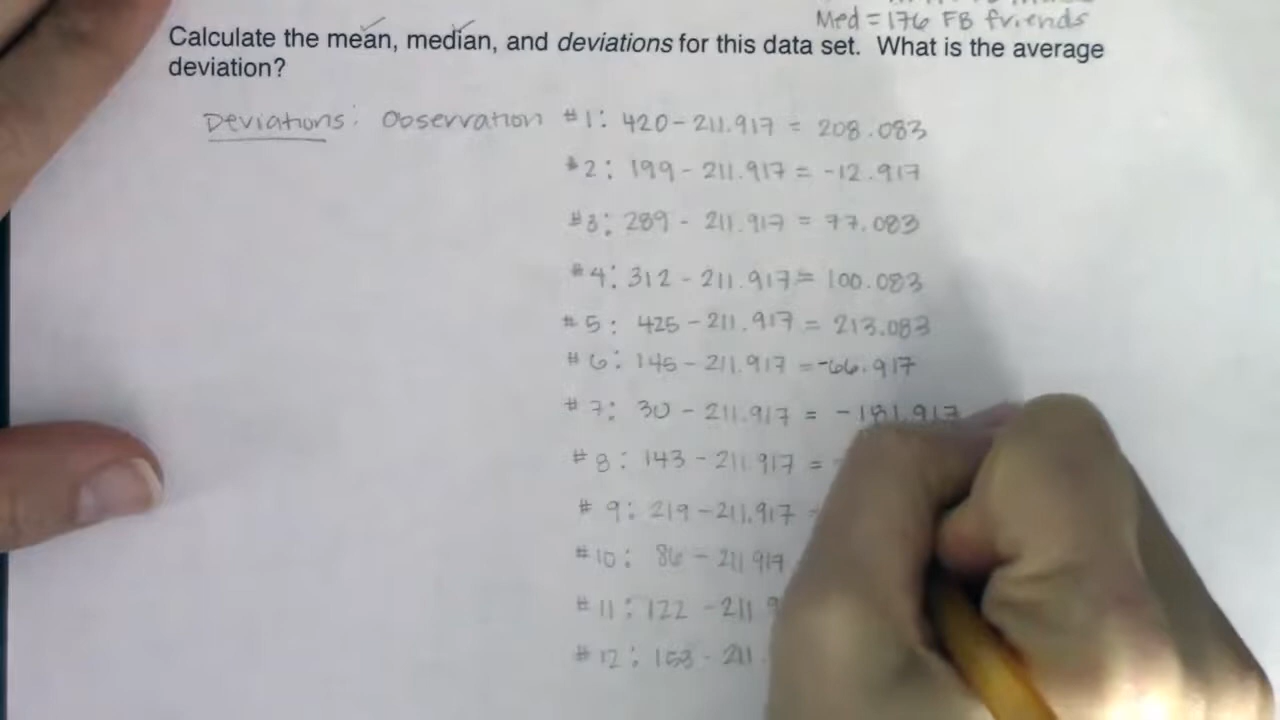 Med = 176 FB friends
Calculate the mean, median, and deviations for this data set. What is the average
deviation?
Deviations: Observation #1: 420 - 211.917 = 208.083
#2: 199 - 211.917 = -12.917
#3: 289 - 211.917 = 77.083
#4: 312 - 211.917 = 100.083
#5: 425 - 211.917 = 213.083
#6: 145 - 211.917 = -66.917
#7: 30 - 211.917 = -181.917
#8: 143 - 211.917 =
#9: 219 - 211.917
#10: 86 - 211.917
#11: 122 - 211.9
#12: 153 - 211.